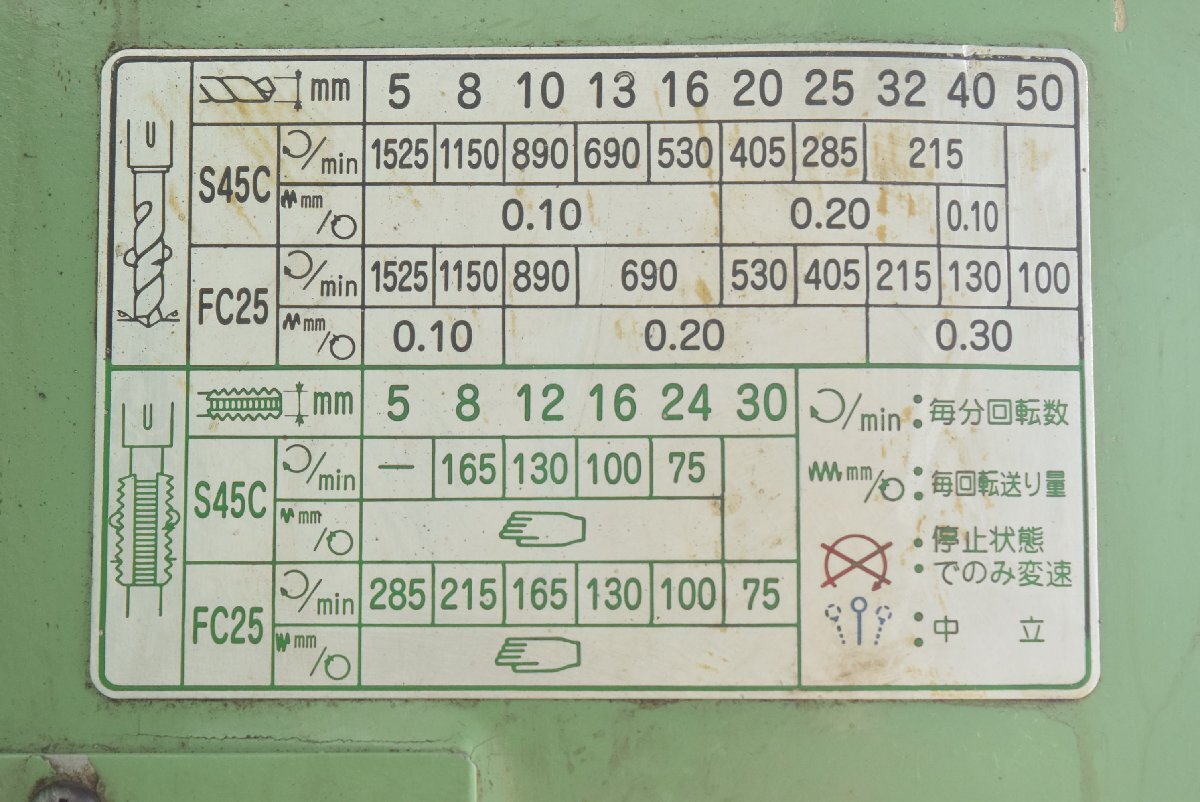 mm 5 8 10 13 16 20 25 32 40 50
U
S45C /min 1525 1150 890 690 530 405 285 215
mm/ 0.10 0.20 0.10
FC25 /min 1525 1150 890 690 530 405 215 130 100
mm/ 0.10 0.20 0.30
mm 5 8 12 16 24 30
U
S45C /min — 165 130 100 75
mm/
FC25 /min 285 215 165 130 100 75
mm/
/min : 毎分回転数
mm/ : 毎回転送り量
: 停止状態
でのみ変速
: 中 立